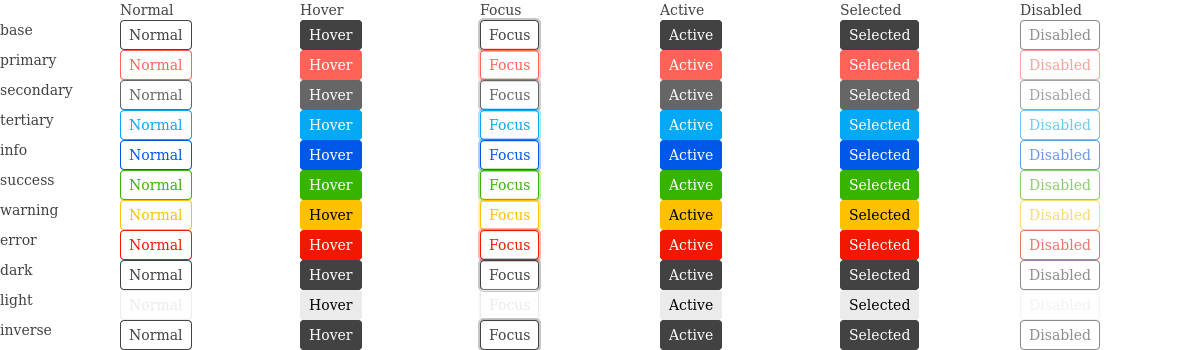 Normal Hover Focus Active Selected Disabled
base Normal Hover Focus Active Selected Disabled
primary Normal Hover Focus Active Selected Disabled
secondary Normal Hover Focus Active Selected Disabled
tertiary Normal Hover Focus Active Selected Disabled
info Normal Hover Focus Active Selected Disabled
success Normal Hover Focus Active Selected Disabled
warning Normal Hover Focus Active Selected Disabled
error Normal Hover Focus Active Selected Disabled
dark Normal Hover Focus Active Selected Disabled
light Normal Hover Focus Active Selected Disabled
inverse Normal Hover Focus Active Selected Disabled